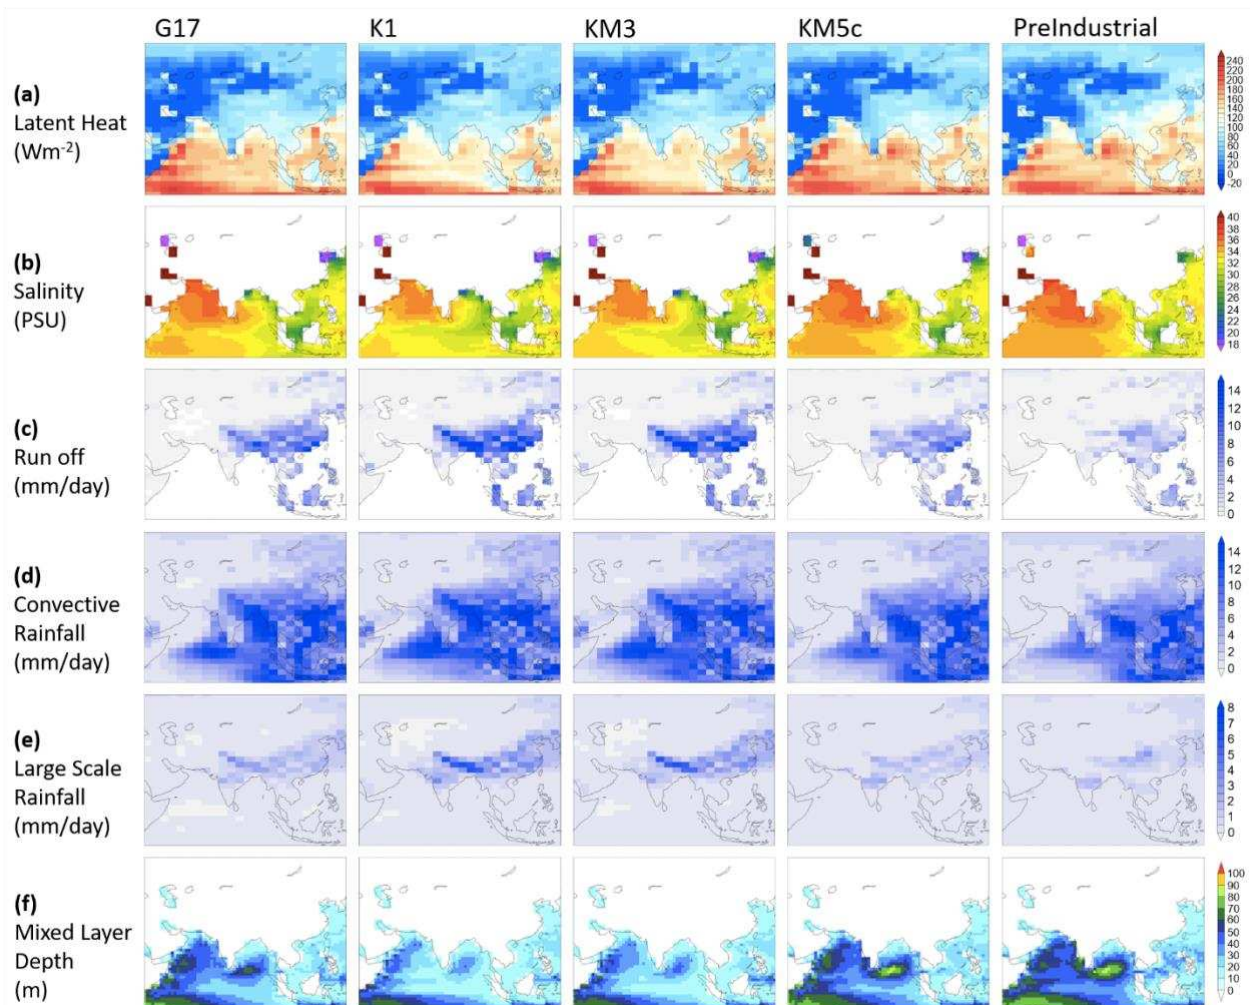 G17 K1 KM3 KM5c PreIndustrial
(a)
Latent Heat
(Wm⁻²)
240
220
200
180
160
140
120
100
80
60
40
20
0
-20
(b)
Salinity
(PSU)
40
38
36
34
32
30
28
26
24
22
20
18
(c)
Run off
(mm/day)
14
12
10
8
6
4
2
0
(d)
Convective
Rainfall
(mm/day)
14
12
10
8
6
4
2
0
(e)
Large Scale
Rainfall
(mm/day)
8
7
6
5
4
3
2
1
0
(f)
Mixed Layer
Depth
(m)
100
90
80
70
60
50
40
30
20
10
0